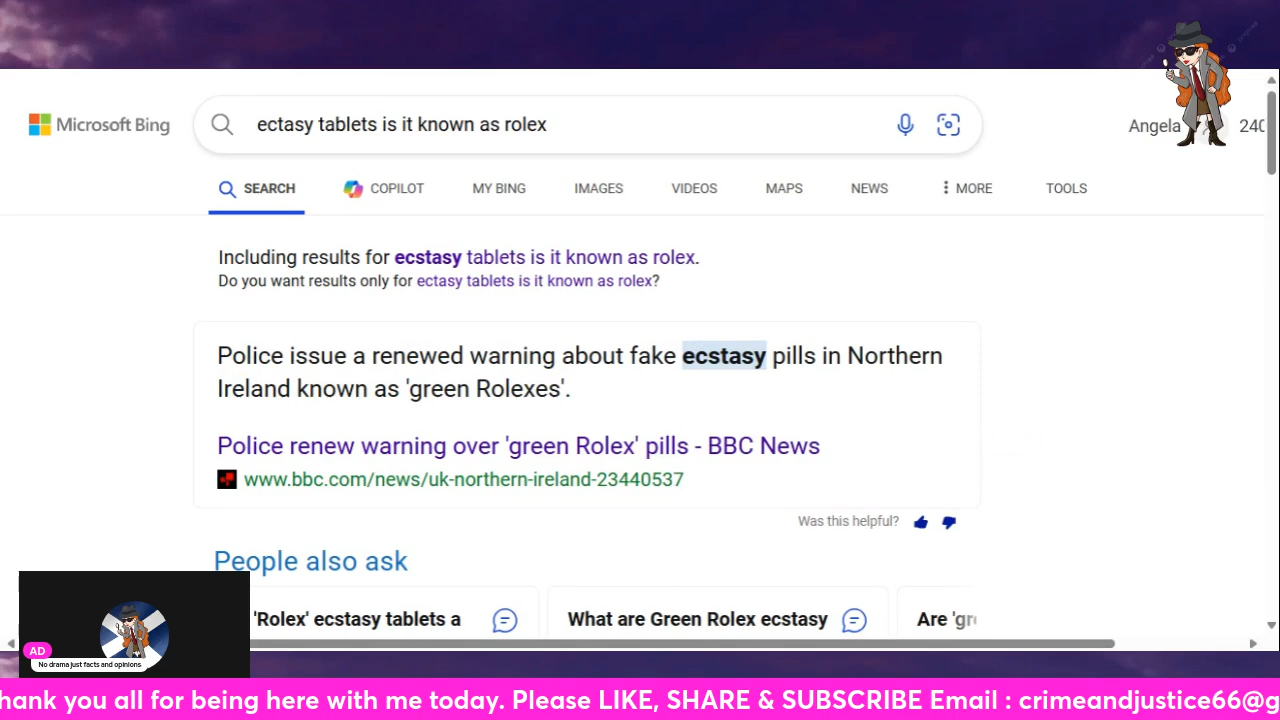 Microsoft Bing
ectasy tablets is it known as rolex
Angela
240
SEARCH
COPILOT
MY BING
IMAGES
VIDEOS
MAPS
NEWS
MORE
TOOLS
Including results for ecstasy tablets is it known as rolex.
Do you want results only for ectasy tablets is it known as rolex?
Police issue a renewed warning about fake ecstasy pills in Northern
Ireland known as 'green Rolexes'.
Police renew warning over 'green Rolex' pills - BBC News
www.bbc.com/news/uk-northern-ireland-23440537
Was this helpful?
People also ask
'Rolex' ecstasy tablets a
What are Green Rolex ecstasy
Are 'gr
AD
No drama just facts and opinions
hank you all for being here with me today. Please LIKE, SHARE & SUBSCRIBE Email : crimeandjustice66@g